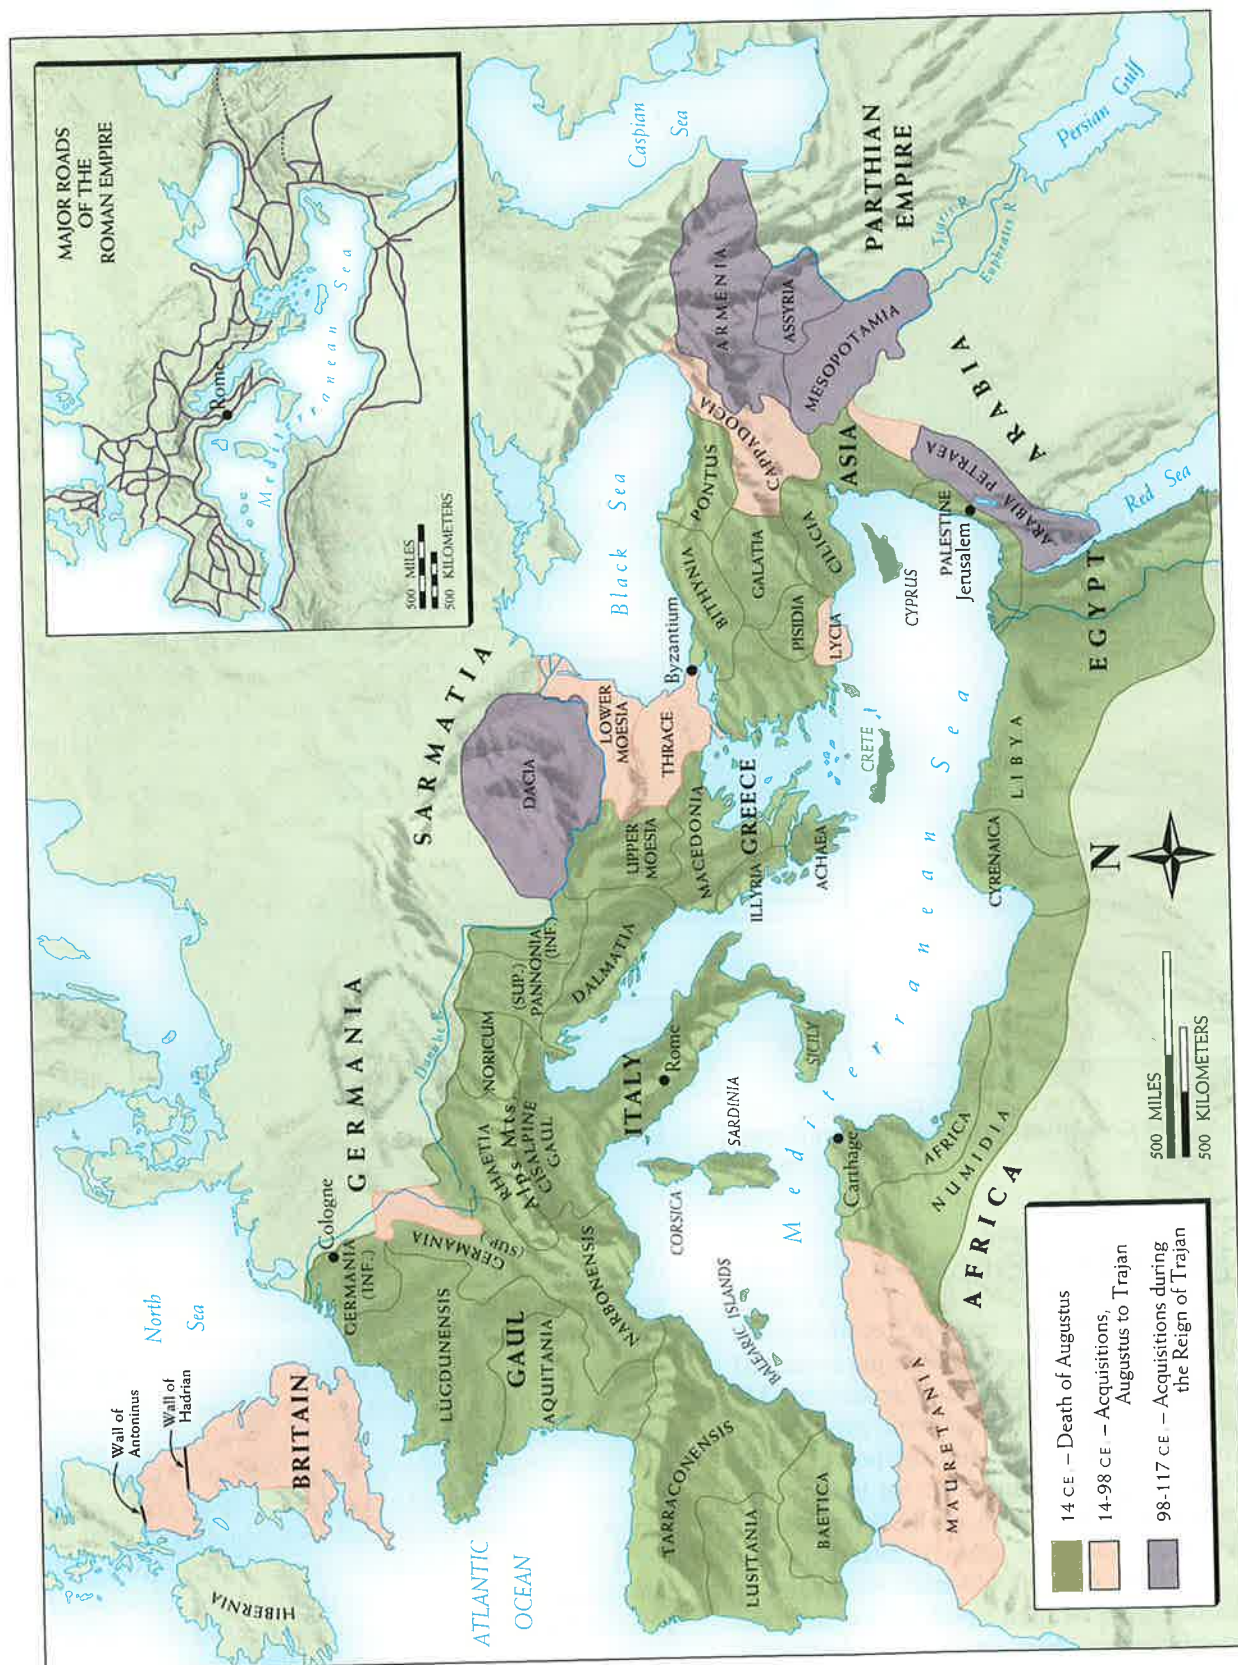 MAJOR ROADS
OF THE
ROMAN EMPIRE
Rome
Mediterranean Sea
500 MILES
500 KILOMETERS
Wall of
Antoninus
Wall of
Hadrian
HIBERNIA
BRITAIN
North
Sea
ATLANTIC
OCEAN
Cologne
GERMANIA
GERMANIA
(INF.)
GERMANIA
(SUP.)
LUGDUNENSIS
GAUL
AQUITANIA
NARBONENSIS
TARRACONENSIS
LUSITANIA
BAETICA
BALEARIC ISLANDS
CORSICA
SARDINIA
RHAETIA
Alps Mts.
CISALPINE
GAUL
NORICUM
Danube R.
(SUP.)
PANNONIA
(INF.)
DALMATIA
ITALY
Rome
SICILY
SARMATIA
DACIA
UPPER
MOESIA
LOWER
MOESIA
THRACE
MACEDONIA
ILLYRIA
GREECE
ACHAEA
CRETE
Byzantium
Black Sea
Caspian
Sea
BITHYNIA
PONTUS
GALATIA
PISIDIA
LYCIA
CILICIA
CAPPADOCIA
ASIA
CYPRUS
ARMENIA
ASSYRIA
MESOPOTAMIA
PARTHIAN
EMPIRE
Tigris R.
Euphrates R.
Persian Gulf
ARABIA
ARABIA PETRAEA
PALESTINE
Jerusalem
Red Sea
EGYPT
LIBYA
CYRENAICA
Mediterranean Sea
Carthage
AFRICA
NUMIDIA
AFRICA
MAURETANIA
N
500 MILES
500 KILOMETERS
14 C.E. – Death of Augustus
14-98 C.E. – Acquisitions,
Augustus to Trajan
98-117 C.E. – Acquisitions during
the Reign of Trajan